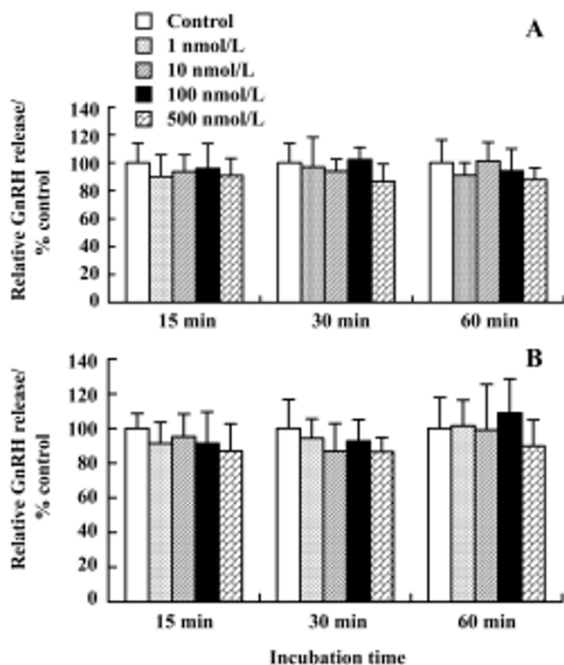 Control
A
1 nmol/L
10 nmol/L
100 nmol/L
500 nmol/L
Relative GnRH release/
% control
140
120
100
80
60
40
20
0
15 min
30 min
60 min
B
Relative GnRH release/
% control
140
120
100
80
60
40
20
0
15 min
30 min
60 min
Incubation time